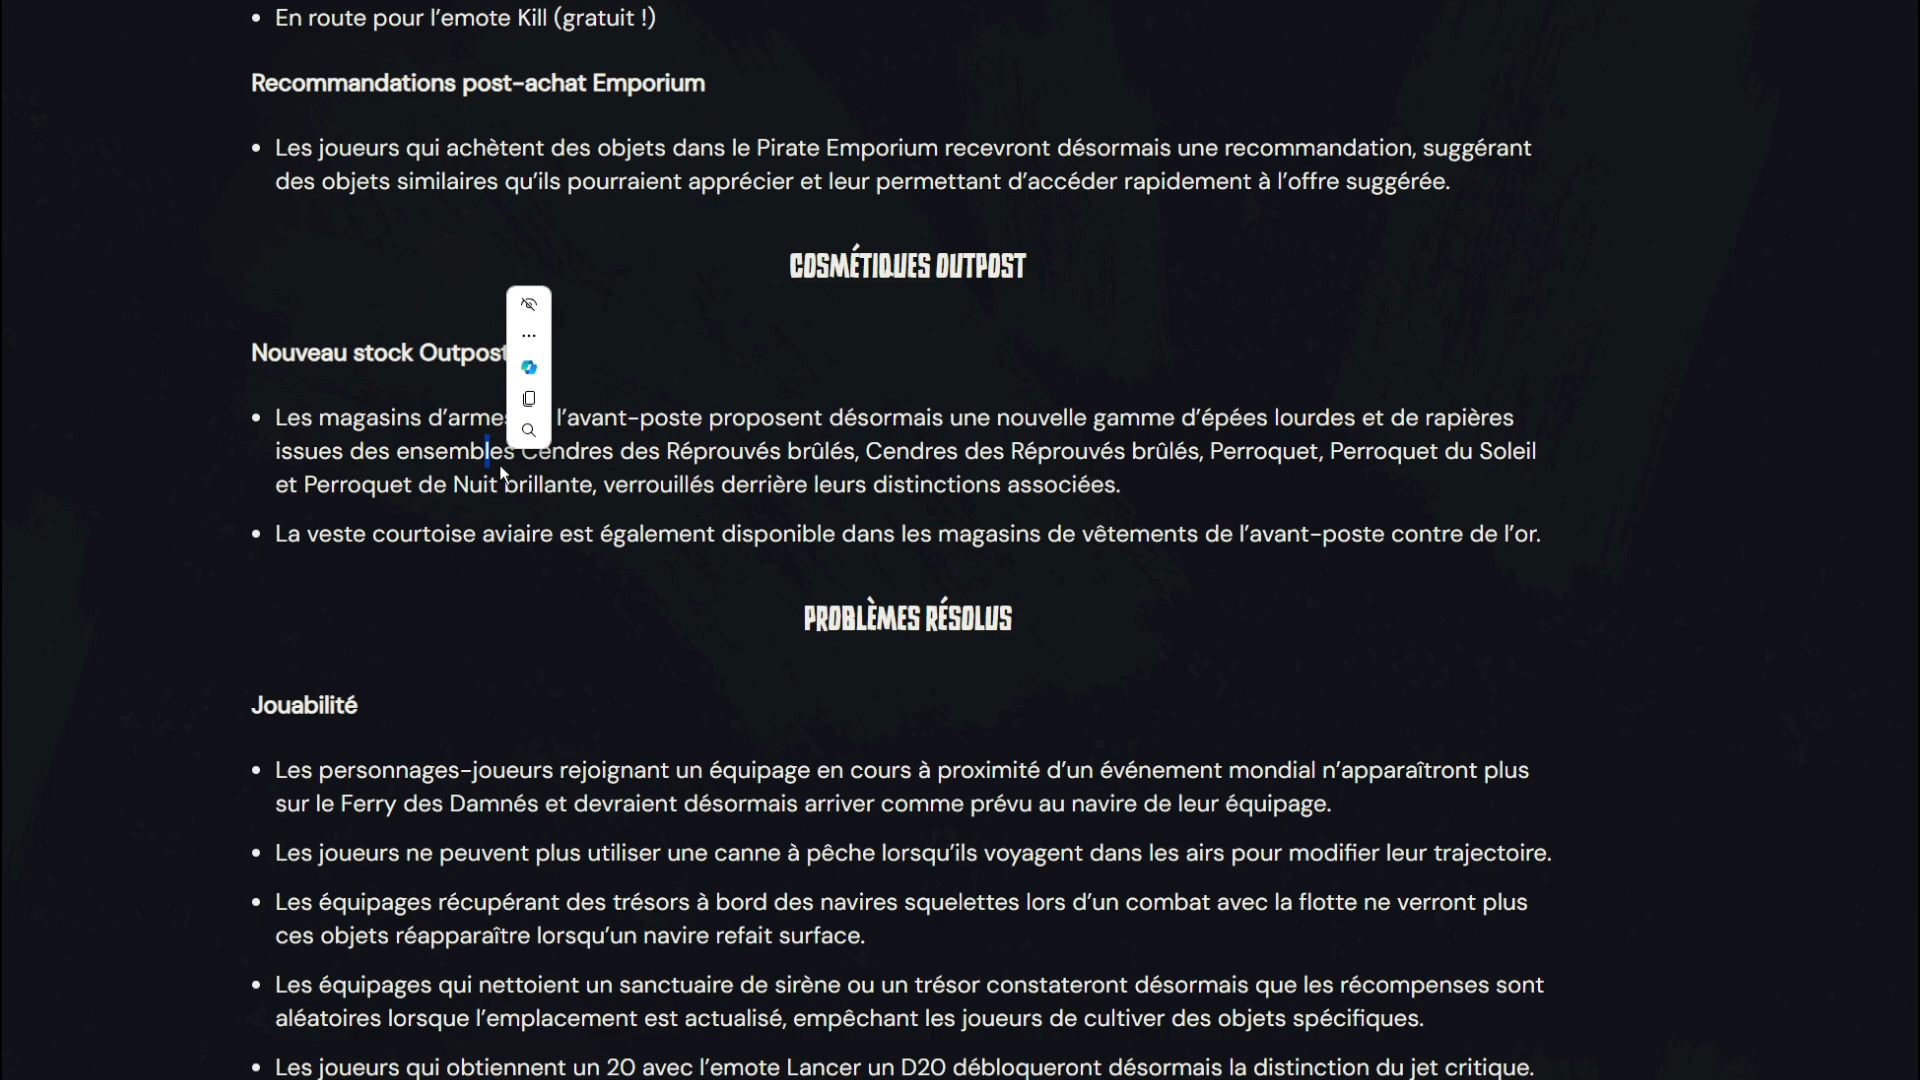 • En route pour l’emote Kill (gratuit !)
Recommandations post-achat Emporium
• Les joueurs qui achètent des objets dans le Pirate Emporium recevront désormais une recommandation, suggérant
des objets similaires qu’ils pourraient apprécier et leur permettant d’accéder rapidement à l’offre suggérée.
COSMÉTIQUES OUTPOST
Nouveau stock Outpost
• Les magasins d’armes l’avant-poste proposent désormais une nouvelle gamme d’épées lourdes et de rapières
issues des ensembles Cendres des Réprouvés brûlés, Cendres des Réprouvés brûlés, Perroquet, Perroquet du Soleil
et Perroquet de Nuit brillante, verrouillés derrière leurs distinctions associées.
• La veste courtoise aviaire est également disponible dans les magasins de vêtements de l’avant-poste contre de l’or.
PROBLÈMES RÉSOLUS
Jouabilité
• Les personnages-joueurs rejoignant un équipage en cours à proximité d’un événement mondial n’apparaîtront plus
sur le Ferry des Damnés et devraient désormais arriver comme prévu au navire de leur équipage.
• Les joueurs ne peuvent plus utiliser une canne à pêche lorsqu’ils voyagent dans les airs pour modifier leur trajectoire.
• Les équipages récupérant des trésors à bord des navires squelettes lors d’un combat avec la flotte ne verront plus
ces objets réapparaître lorsqu’un navire refait surface.
• Les équipages qui nettoient un sanctuaire de sirène ou un trésor constateront désormais que les récompenses sont
aléatoires lorsque l’emplacement est actualisé, empêchant les joueurs de cultiver des objets spécifiques.
• Les joueurs qui obtiennent un 20 avec l’emote Lancer un D20 débloqueront désormais la distinction du jet critique.